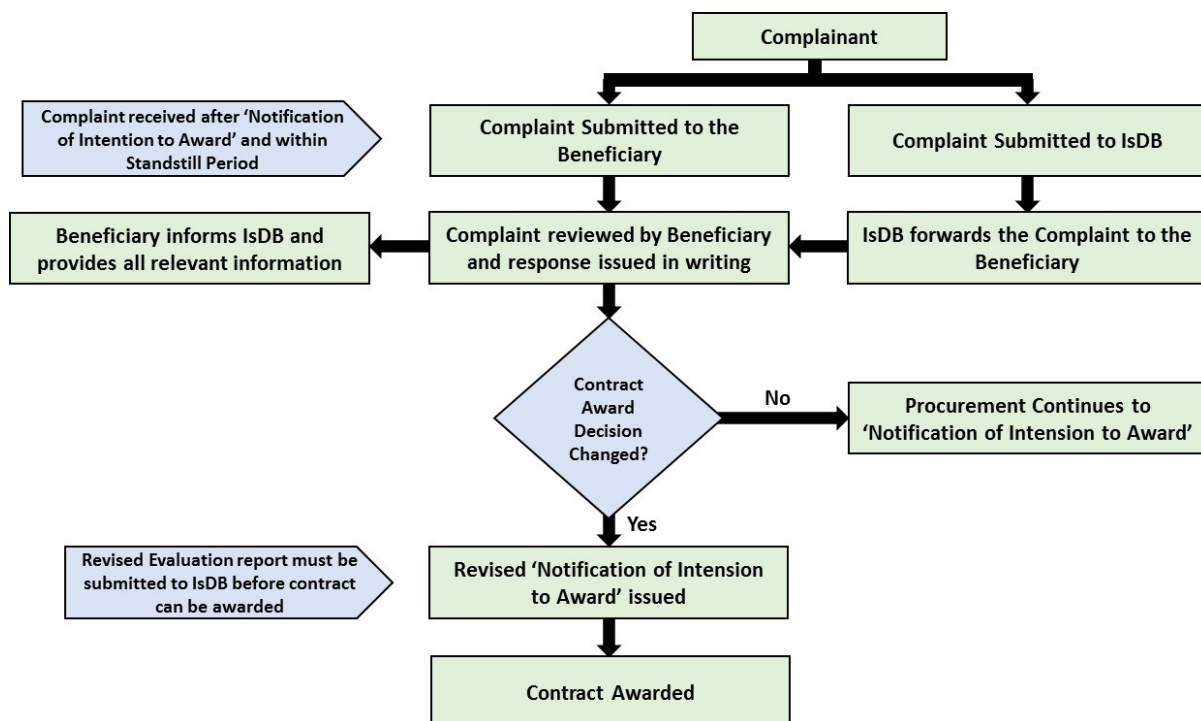 Complainant
Complaint received after ‘Notification
of Intention to Award’ and within
Standstill Period
Complaint Submitted to the
Beneficiary
Complaint Submitted to IsDB
Beneficiary informs IsDB and
provides all relevant information
Complaint reviewed by Beneficiary
and response issued in writing
IsDB forwards the Complaint to the
Beneficiary
Contract
Award
Decision
Changed?
No
Procurement Continues to
‘Notification of Intension to Award’
Yes
Revised Evaluation report must be
submitted to IsDB before contract
can be awarded
Revised ‘Notification of Intension
to Award’ issued
Contract Awarded